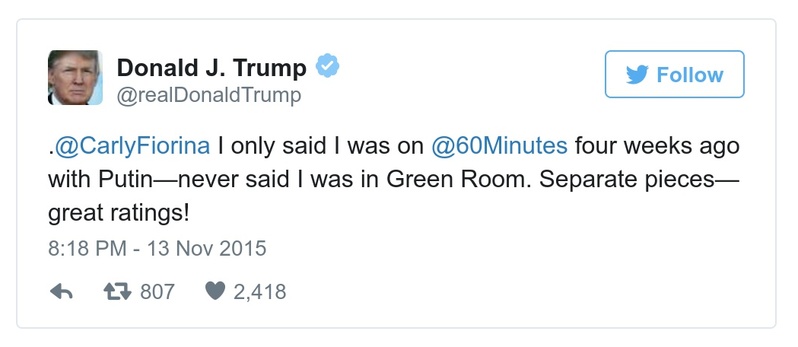 Donald J. Trump
@realDonaldTrump
Follow
.@CarlyFiorina I only said I was on @60Minutes four weeks ago
with Putin—never said I was in Green Room. Separate pieces—
great ratings!
8:18 PM - 13 Nov 2015
807 2,418